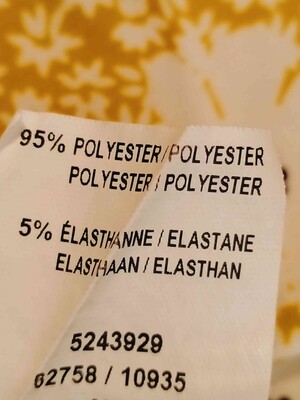 95% POLYESTER/POLYESTER
POLYESTER / POLYESTER
5% ÉLASTHANNE / ELASTANE
ELASTHAAN / ELASTHAN
5243929
62758 / 10935